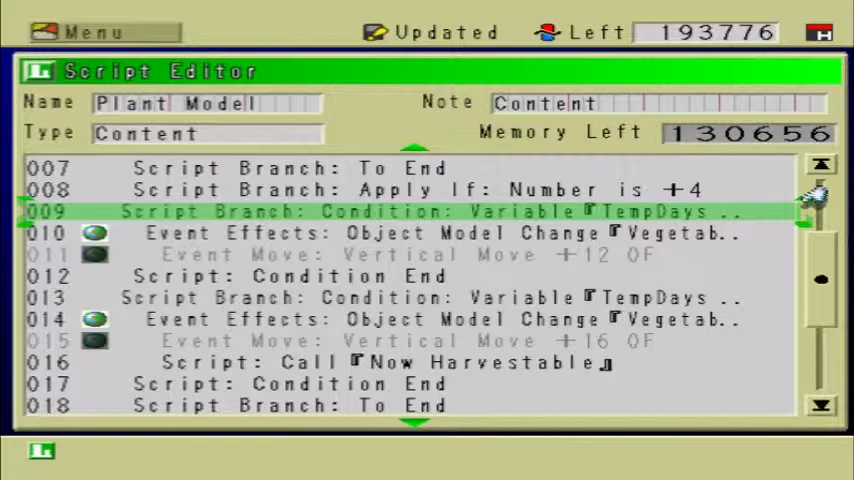 Menu Updated Left 193776
Script Editor
Name Plant Model Note Content
Type Content Memory Left 130656
007 Script Branch: To End
008 Script Branch: Apply If: Number is +4
009 Script Branch: Condition: Variable『TempDays ..
010 Event Effects: Object Model Change『Vegetab..
011 Event Move: Vertical Move +12 OF
012 Script: Condition End
013 Script Branch: Condition: Variable『TempDays ..
014 Event Effects: Object Model Change『Vegetab..
015 Event Move: Vertical Move +16 OF
016 Script: Call『Now Harvestable』
017 Script: Condition End
018 Script Branch: To End